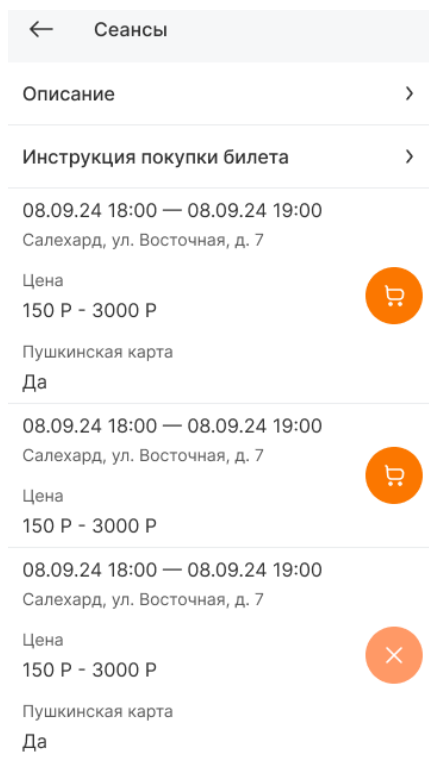 Сеансы
Описание
Инструкция покупки билета
08.09.24 18:00 — 08.09.24 19:00
Салехард, ул. Восточная, д. 7
Цена
150 Р - 3000 Р
Пушкинская карта
Да
08.09.24 18:00 — 08.09.24 19:00
Салехард, ул. Восточная, д. 7
Цена
150 Р - 3000 Р
08.09.24 18:00 — 08.09.24 19:00
Салехард, ул. Восточная, д. 7
Цена
150 Р - 3000 Р
Пушкинская карта
Да